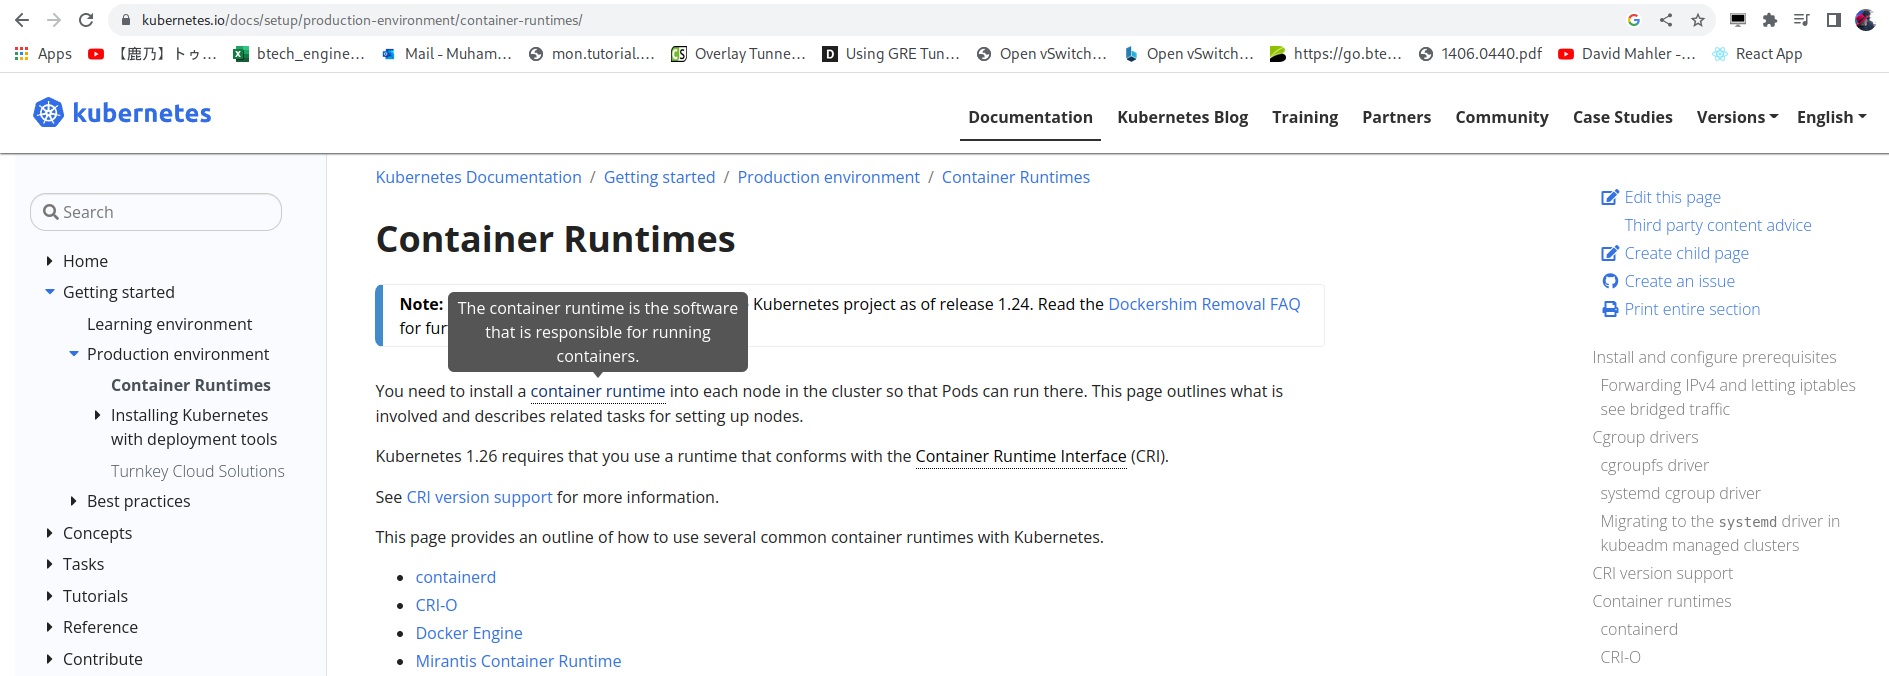 kubernetes.io/docs/setup/production-environment/container-runtimes/
Apps 【鹿乃】トゥ... btech_engine... Mail - Muham... mon.tutorial.... Overlay Tunne... Using GRE Tun... Open vSwitch... Open vSwitch... https://go.bte... 1406.0440.pdf David Mahler -... React App
kubernetes
Documentation Kubernetes Blog Training Partners Community Case Studies Versions English
Search
Home
Getting started
Learning environment
Production environment
Container Runtimes
Installing Kubernetes
with deployment tools
Turnkey Cloud Solutions
Best practices
Concepts
Tasks
Tutorials
Reference
Contribute
Kubernetes Documentation / Getting started / Production environment / Container Runtimes
Container Runtimes
Note: Kubernetes project as of release 1.24. Read the Dockershim Removal FAQ
for fur
The container runtime is the software
that is responsible for running
containers.
You need to install a container runtime into each node in the cluster so that Pods can run there. This page outlines what is
involved and describes related tasks for setting up nodes.
Kubernetes 1.26 requires that you use a runtime that conforms with the Container Runtime Interface (CRI).
See CRI version support for more information.
This page provides an outline of how to use several common container runtimes with Kubernetes.
containerd
CRI-O
Docker Engine
Mirantis Container Runtime
Edit this page
Third party content advice
Create child page
Create an issue
Print entire section
Install and configure prerequisites
Forwarding IPv4 and letting iptables
see bridged traffic
Cgroup drivers
cgroupfs driver
systemd cgroup driver
Migrating to the systemd driver in
kubeadm managed clusters
CRI version support
Container runtimes
containerd
CRI-O